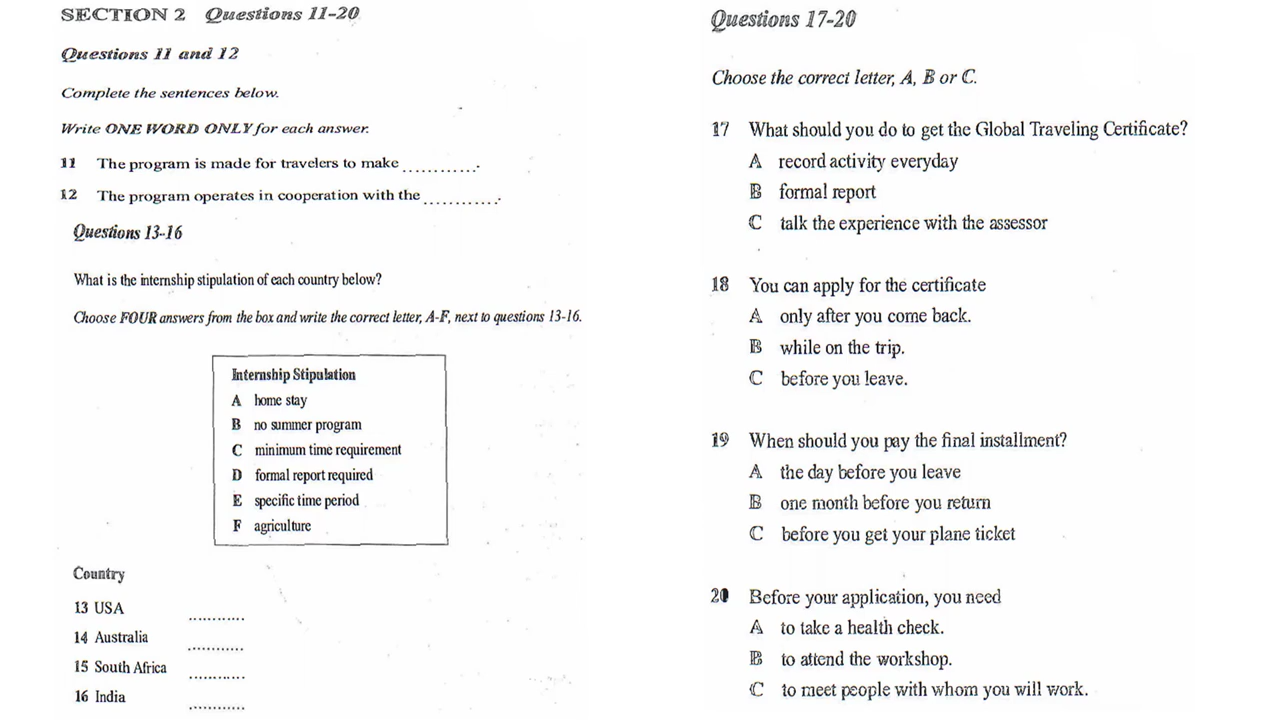 SECTION 2 Questions 11-20
Questions 11 and 12
Complete the sentences below.
Write ONE WORD ONLY for each answer.
11 The program is made for travelers to make ............
12 The program operates in cooperation with the ............
Questions 13-16
What is the internship stipulation of each country below?
Choose FOUR answers from the box and write the correct letter, A-F, next to questions 13-16.
Internship Stipulation
A home stay
B no summer program
C minimum time requirement
D formal report required
E specific time period
F agriculture
Country
13 USA ............
14 Australia ............
15 South Africa ............
16 India ............
Questions 17-20
Choose the correct letter, A, B or C.
17 What should you do to get the Global Traveling Certificate?
A record activity everyday
B formal report
C talk the experience with the assessor
18 You can apply for the certificate
A only after you come back.
B while on the trip.
C before you leave.
19 When should you pay the final installment?
A the day before you leave
B one month before you return
C before you get your plane ticket
20 Before your application, you need
A to take a health check.
B to attend the workshop.
C to meet people with whom you will work.